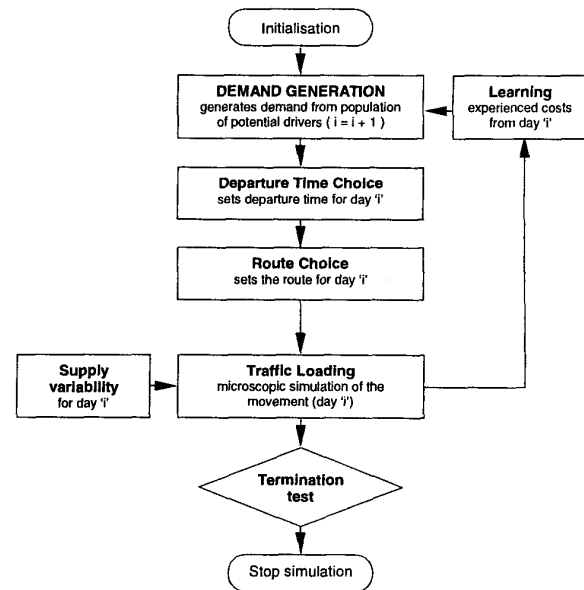 Initialisation
DEMAND GENERATION
generates demand from population
of potential drivers ( i = i + 1 )
Learning
experienced costs
from day 'i'
Departure Time Choice
sets departure time for day 'i'
Route Choice
sets the route for day 'i'
Supply
variability
for day 'i'
Traffic Loading
microscopic simulation of the
movement (day 'i')
Termination
test
Stop simulation